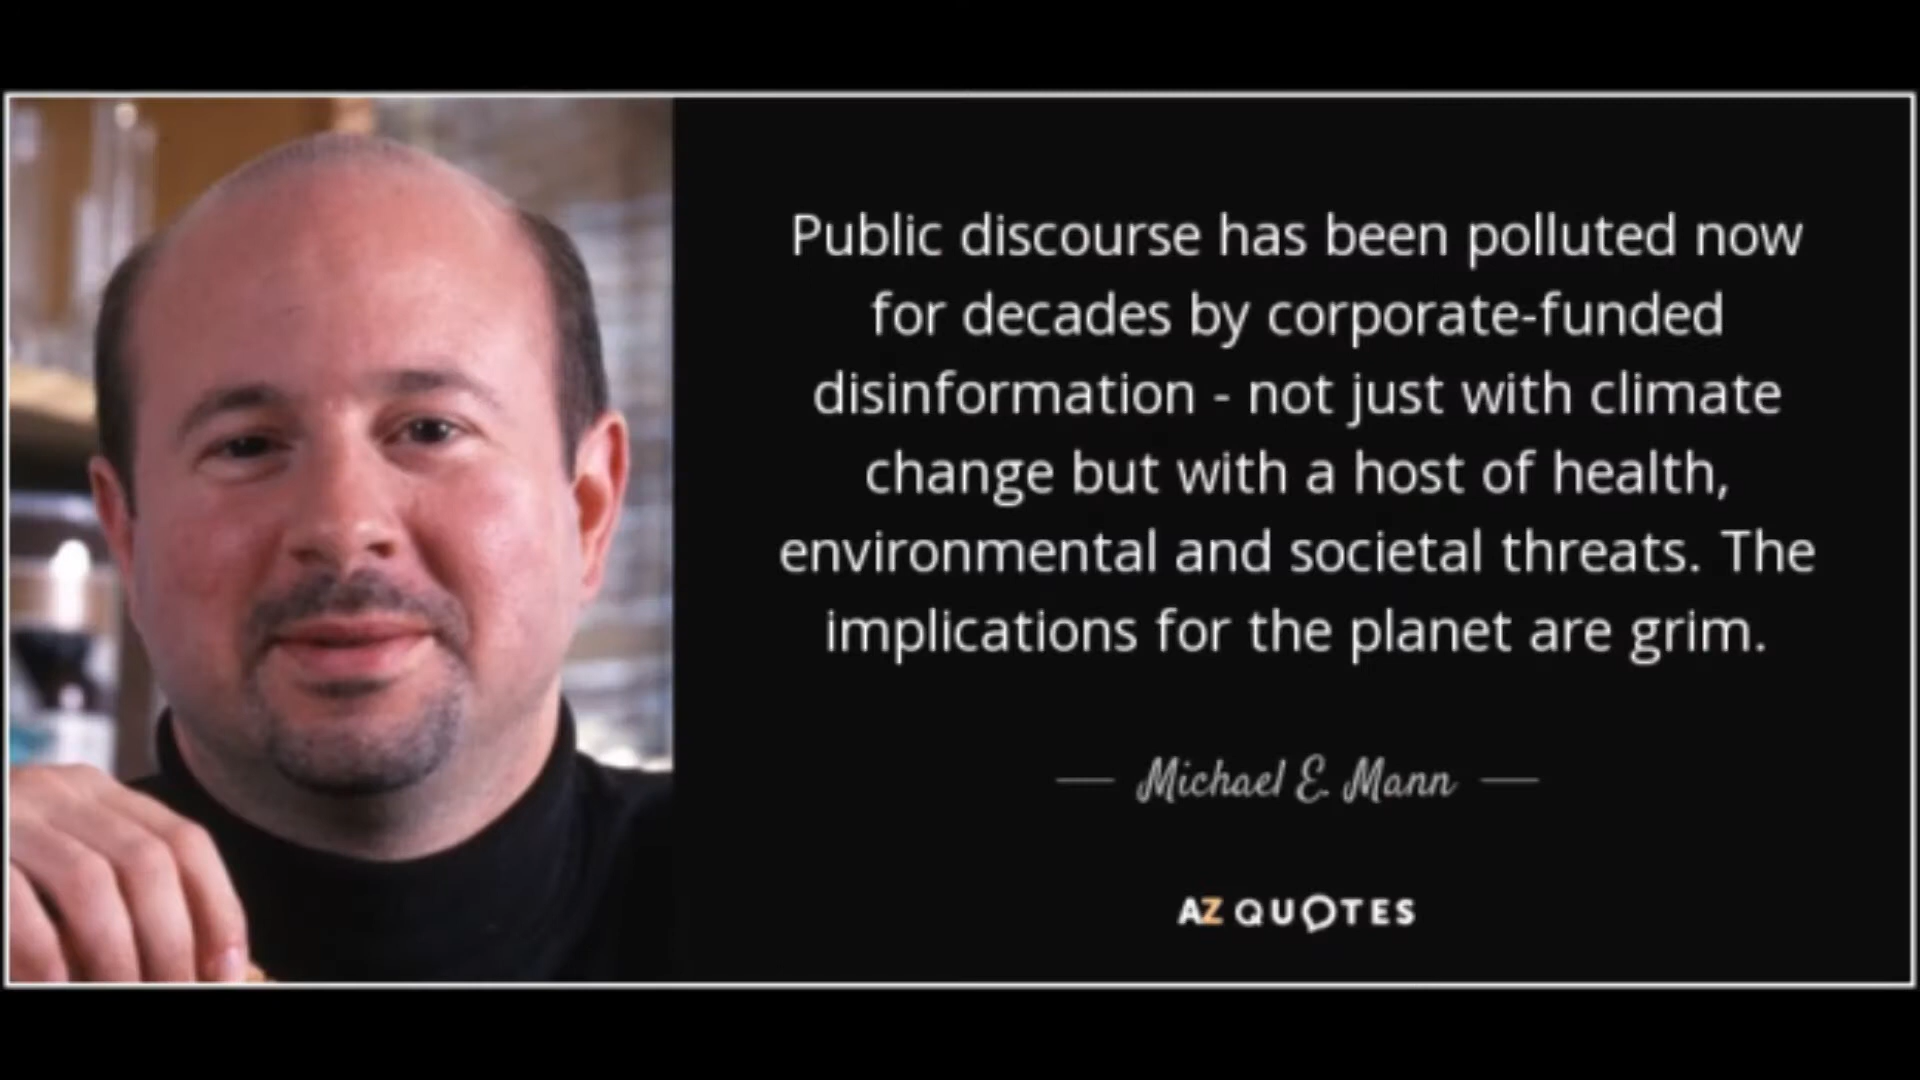 Public discourse has been polluted now
for decades by corporate-funded
disinformation - not just with climate
change but with a host of health,
environmental and societal threats. The
implications for the planet are grim.
Michael E. Mann
AZ QUOTES